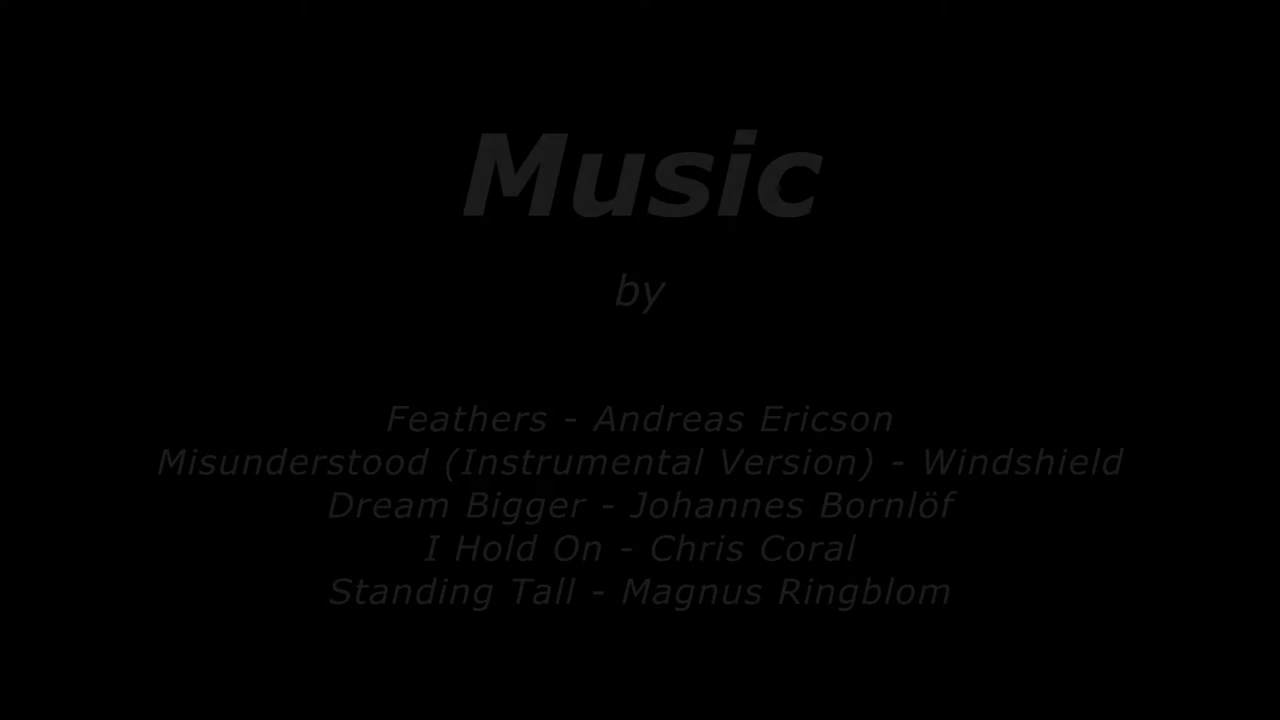 Music
by
Feathers - Andreas Ericson
Misunderstood (Instrumental Version) - Windshield
Dream Bigger - Johannes Bornlöf
I Hold On - Chris Coral
Standing Tall - Magnus Ringblom